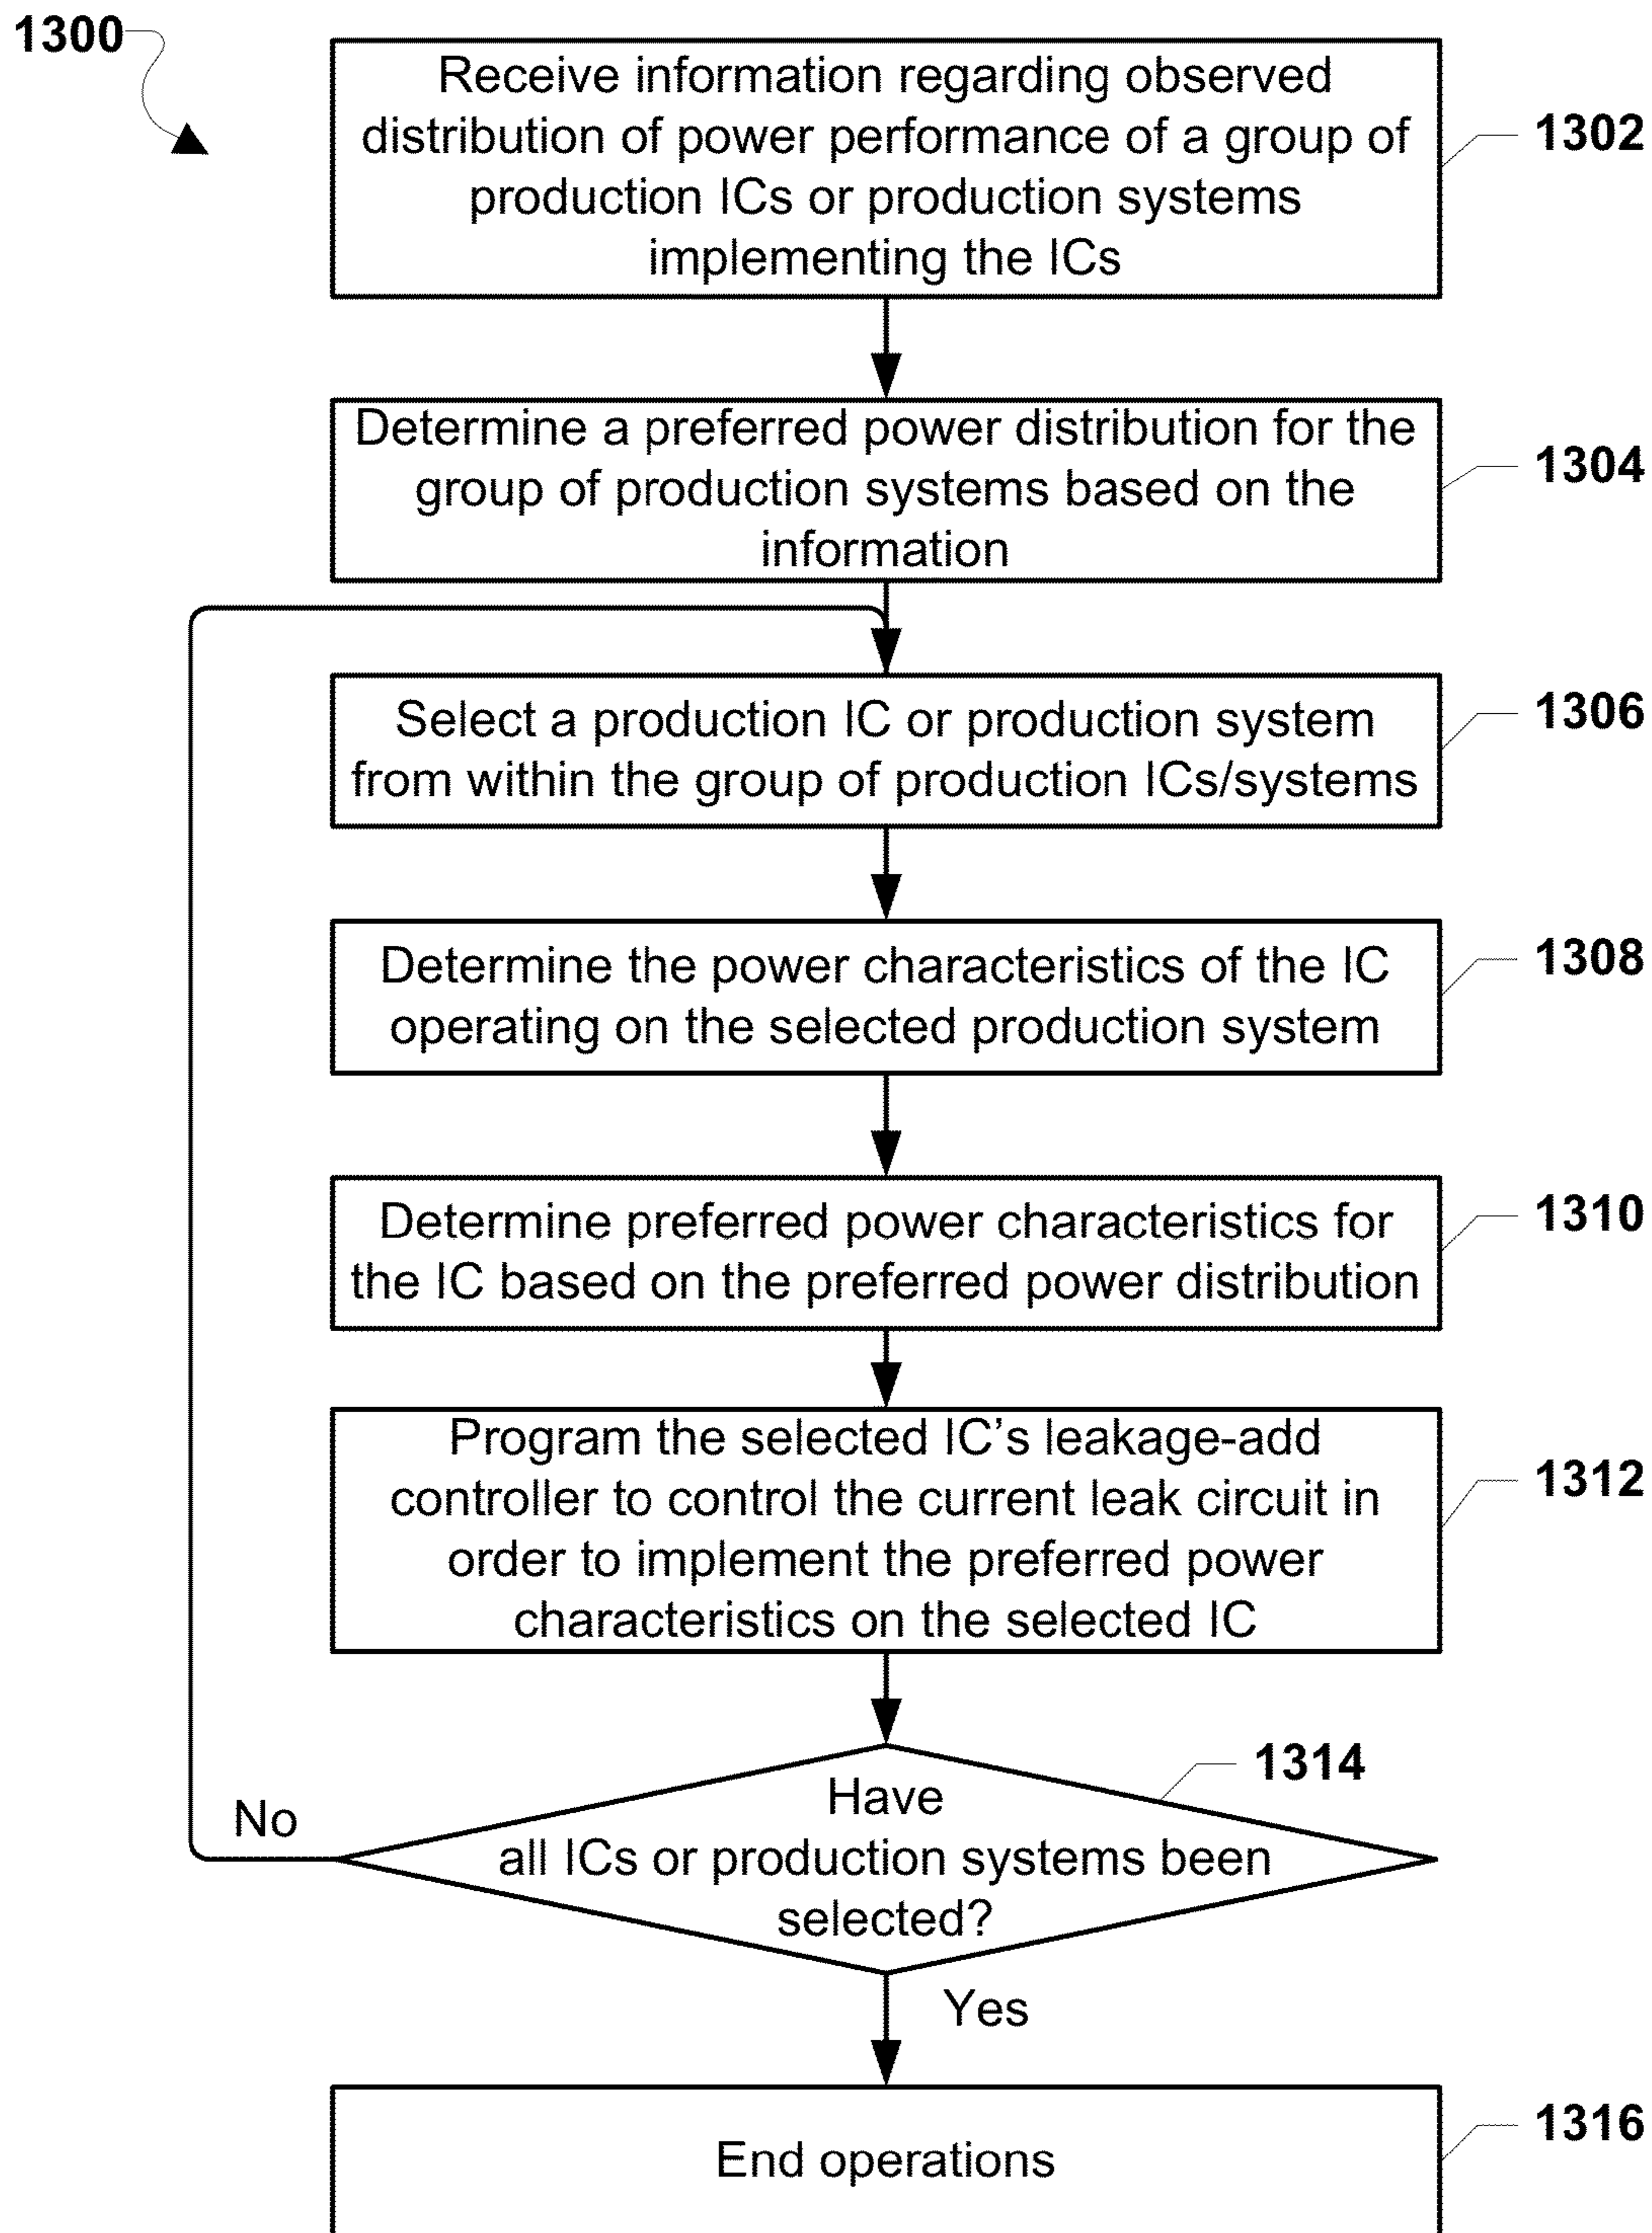 1300
Receive information regarding observed
distribution of power performance of a group of
production ICs or production systems
implementing the ICs
1302
Determine a preferred power distribution for the
group of production systems based on the
information
1304
Select a production IC or production system
from within the group of production ICs/systems
1306
Determine the power characteristics of the IC
operating on the selected production system
1308
Determine preferred power characteristics for
the IC based on the preferred power distribution
1310
Program the selected IC's leakage-add
controller to control the current leak circuit in
order to implement the preferred power
characteristics on the selected IC
1312
Have
all ICs or production systems been
selected?
1314
No
Yes
End operations
1316